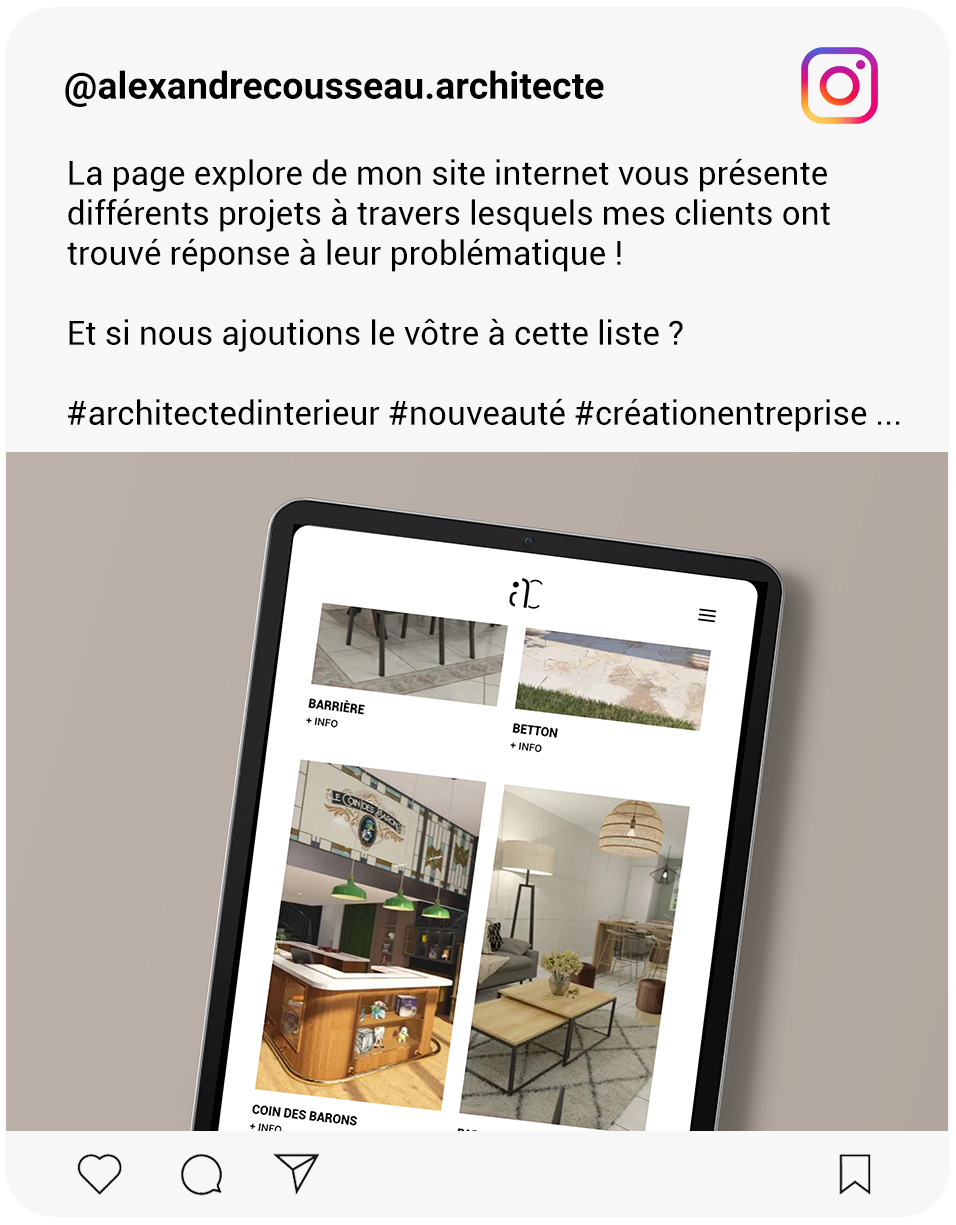 @alexandrecousseau.architecte
La page explore de mon site internet vous présente
différents projets à travers lesquels mes clients ont
trouvé réponse à leur problématique !
Et si nous ajoutions le vôtre à cette liste ?
#architectedinterieur #nouveauté #créationentreprise ...
BARRIÈRE
+ INFO
BETTON
+ INFO
LE COIN DES BARONS
COIN DES BARONS
+ INFO